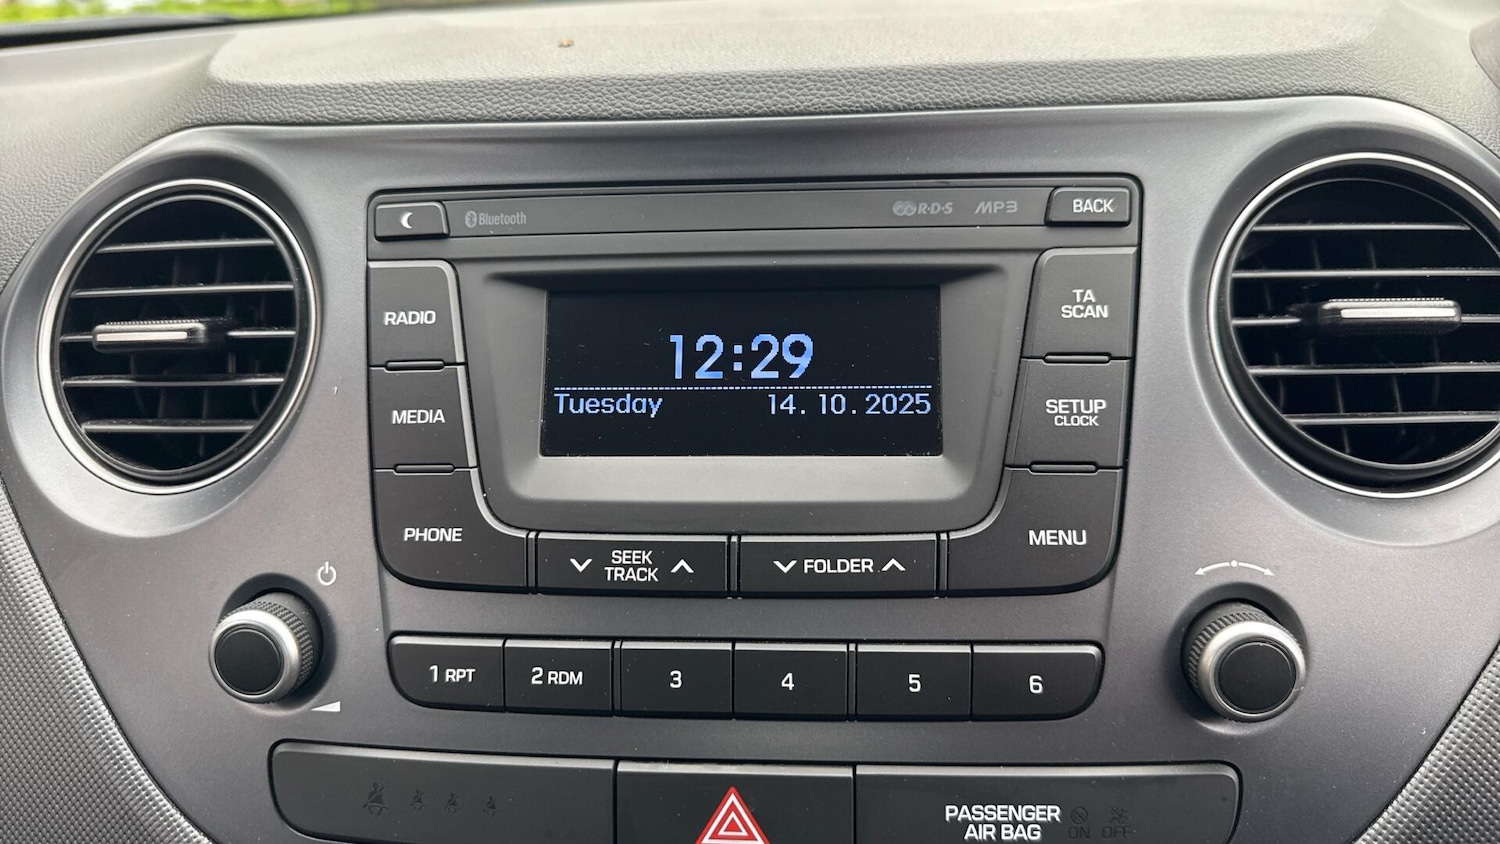 Bluetooth
R·D·S MP3
BACK
RADIO
MEDIA
PHONE
12:29
Tuesday 14. 10. 2025
TA
SCAN
SETUP
CLOCK
MENU
SEEK
TRACK
FOLDER
1 RPT 2 RDM 3 4 5 6
PASSENGER
AIR BAG ON OFF